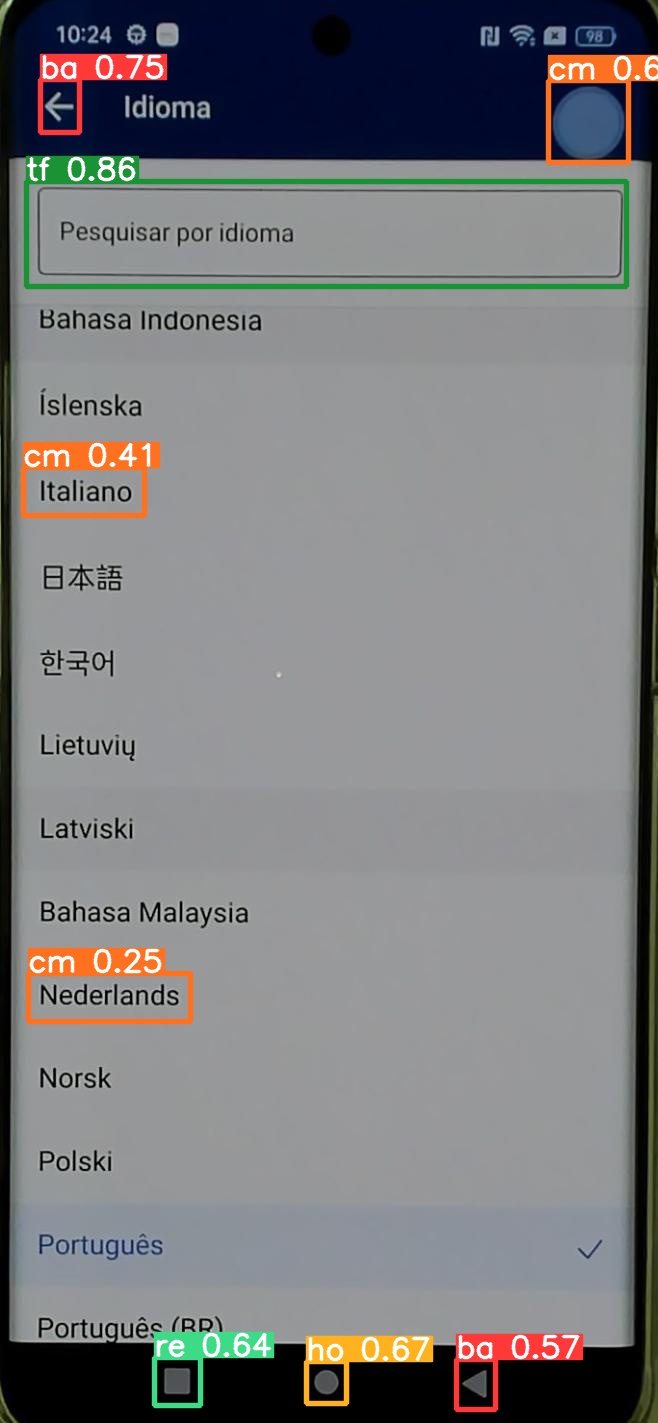 10:24
98
ba 0.75
cm 0.6
Idioma
tf 0.86
Pesquisar por idioma
Bahasa Indonesia
Íslenska
cm 0.41
Italiano
日本語
한국어
Lietuvių
Latviski
Bahasa Malaysia
cm 0.25
Nederlands
Norsk
Polski
Português
Português (BR)
re 0.64
ho 0.67
ba 0.57